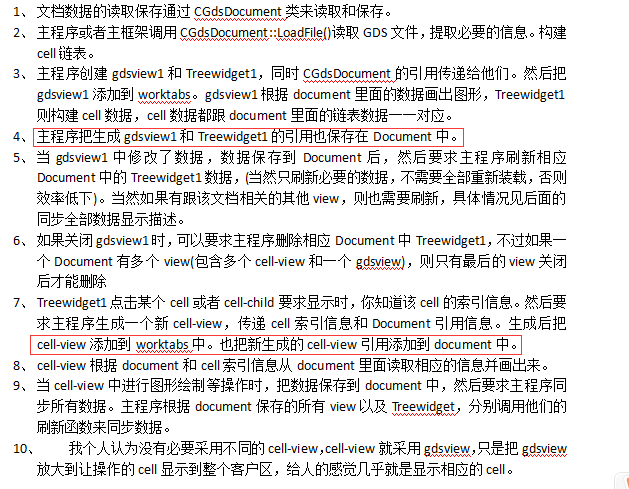 1、 文档数据的读取保存通过 CGdsDocument 类来读取和保存。
2、 主程序或者主框架调用 CGdsDocument::LoadFile()读取 GDS 文件，提取必要的信息。构建
cell 链表。
3、 主程序创建 gdsview1 和 Treewidget1，同时 CGdsDocument 的引用传递给他们。然后把
gdsview1 添加到 worktabs。gdsview1 根据 document 里面的数据画出图形，Treewidget1
则构建 cell 数据，cell 数据都跟 document 里面的链表数据一一对应。
4、 主程序把生成 gdsview1 和 Treewidget1 的引用也保存在 Document 中。
5、 当 gdsview1 中修改了数据，数据保存到 Document 后，然后要求主程序刷新相应
Document 中的 Treewidget1 数据，(当然只刷新必要的数据，不需要全部重新装载，否则
效率低下)。当然如果有跟该文档相关的其他 view，则也需要刷新，具体情况见后面的
同步全部数据显示描述。
6、 如果关闭 gdsview1 时，可以要求主程序删除相应 Document 中 Treewidget1，不过如果一
个 Document 有多个 view(包含多个 cell-view 和一个 gdsview)，则只有最后的 view 关闭
后才能删除
7、 Treewidget1 点击某个 cell 或者 cell-child 要求显示时，你知道该 cell 的索引信息。然后要
求主程序生成一个新 cell-view，传递 cell 索引信息和 Document 引用信息。生成后把
cell-view 添加到 worktabs 中。也把新生成的 cell-view 引用添加到 document 中。
8、 cell-view 根据 document 和 cell 索引信息从 document 里面读取相应的信息并画出来。
9、 当 cell-view 中进行图形绘制等操作时，把数据保存到 document 中，然后要求主程序同
步所有数据。主程序根据 document 保存的所有 view 以及 Treewidget，分别调用他们的
刷新函数来同步数据。
10、 我个人认为没有必要采用不同的 cell-view，cell-view 就采用 gdsview，只是把 gdsview
放大到让操作的 cell 显示到整个客户区，给人的感觉几乎就是显示相应的 cell。